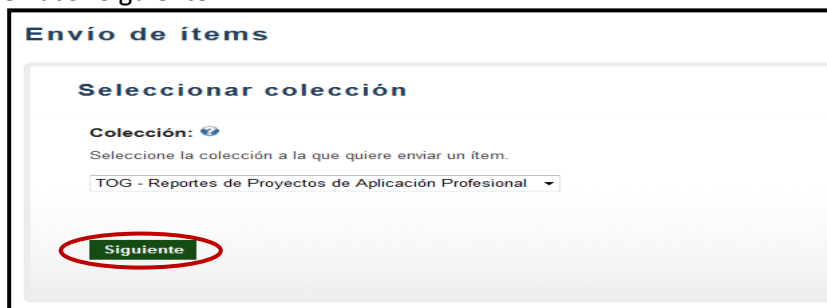 Envío de ítems
Seleccionar colección
Colección:
Seleccione la colección a la que quiere enviar un ítem.
TOG - Reportes de Proyectos de Aplicación Profesional
Siguiente